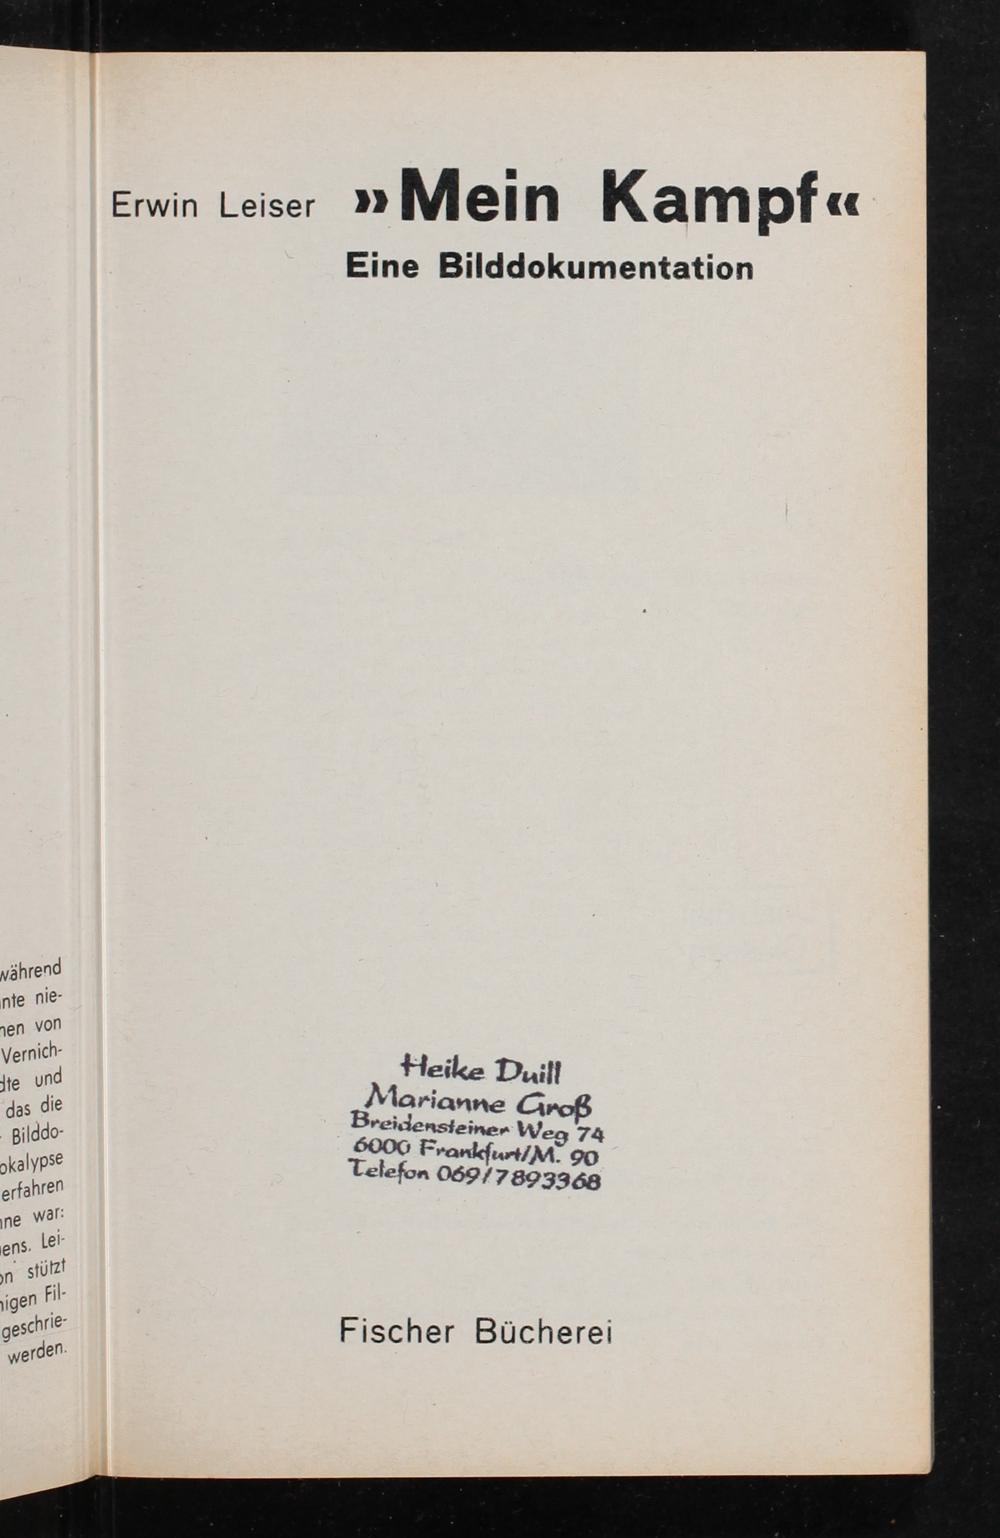 während
nte nie-
nen von
Vernich-
dte und
das die
Bilddo-
okalypse
erfahren
ne war:
ens. Lei-
on stützt
nigen Fil-
geschrie-
werden.
Erwin Leiser »Mein Kampf«
Eine Bilddokumentation
Heike Duill
Marianne Groß
Breidensteiner Weg 74
6000 Frankfurt/M. 90
Telefon 069/7893368
Fischer Bücherei